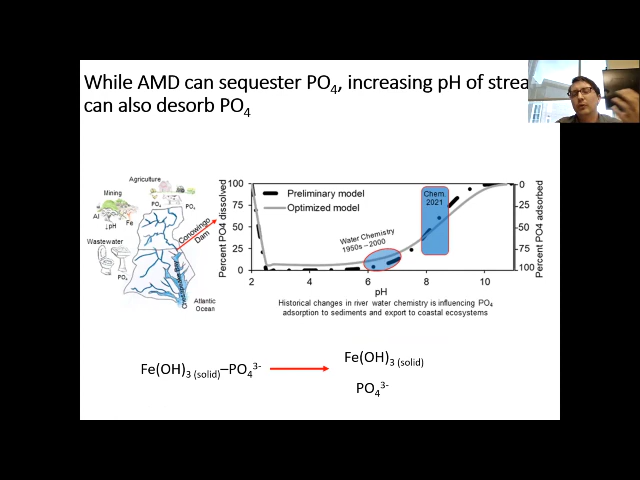 While AMD can sequester PO4, increasing pH of strea
can also desorb PO4
Agriculture
Mining
PO4
PO4
Al
Fe
↓pH
Wastewater
PO4
Conowingo
Dam
Chesapeake Bay
Atlantic
Ocean
Percent PO4 dissolved
100
75
50
25
0
Preliminary model
Optimized model
Water Chemistry
1950s – 2000
Chem.
2021
0
25
50
75
100
Percent PO4 adsorbed
2 4 6 8 10
pH
Historical changes in river water chemistry is influencing PO4
adsorption to sediments and export to coastal ecosystems
Fe(OH)3 (solid)–PO4 3-
Fe(OH)3 (solid)
PO4 3-